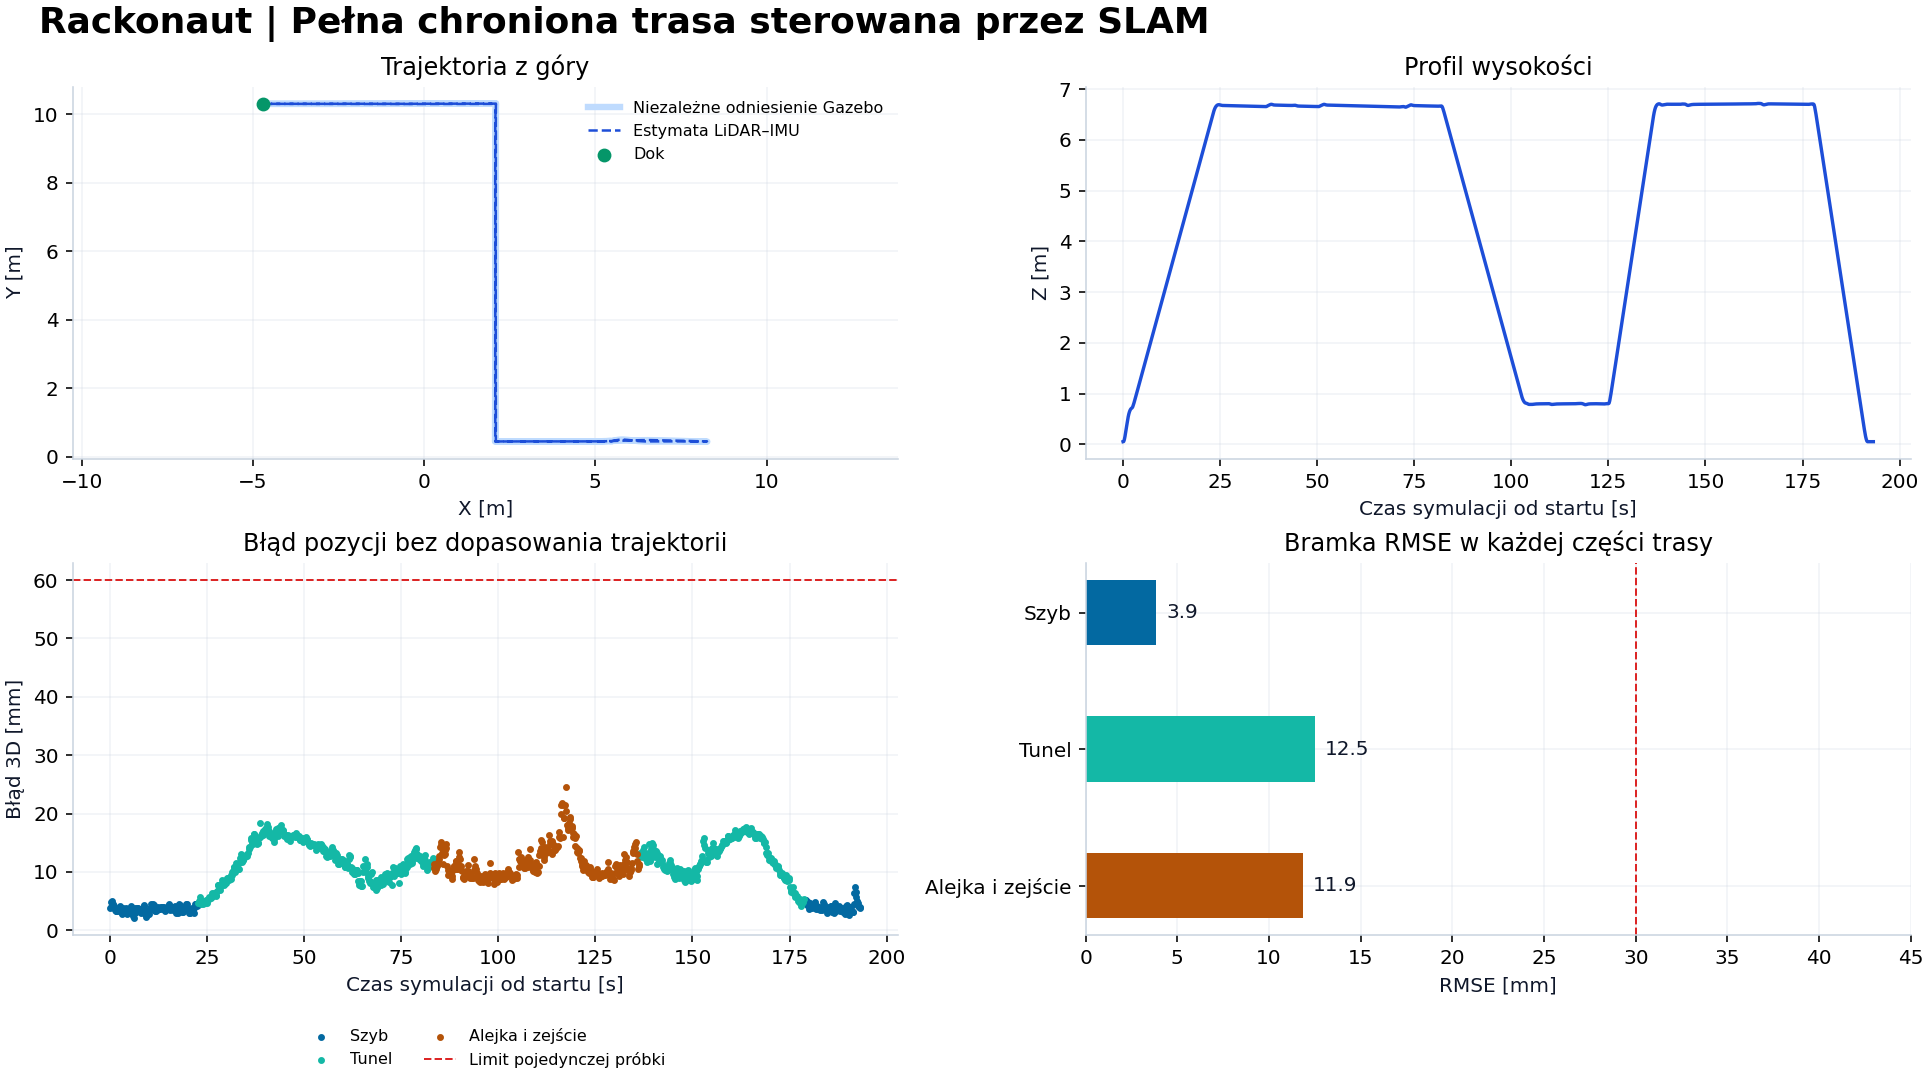 Rackonaut | Pełna chroniona trasa sterowana przez SLAM
Trajektoria z góry
Niezależne odniesienie Gazebo
Estymata LiDAR–IMU
Dok
10
8
6
4
2
0
Y [m]
−10
−5
0
5
10
X [m]
Profil wysokości
7
6
5
4
3
2
1
0
Z [m]
0
25
50
75
100
125
150
175
200
Czas symulacji od startu [s]
Błąd pozycji bez dopasowania trajektorii
60
50
40
30
20
10
0
Błąd 3D [mm]
0
25
50
75
100
125
150
175
200
Czas symulacji od startu [s]
Szyb
Tunel
Alejka i zejście
Limit pojedynczej próbki
Bramka RMSE w każdej części trasy
Szyb
3.9
Tunel
12.5
Alejka i zejście
11.9
0
5
10
15
20
25
30
35
40
45
RMSE [mm]